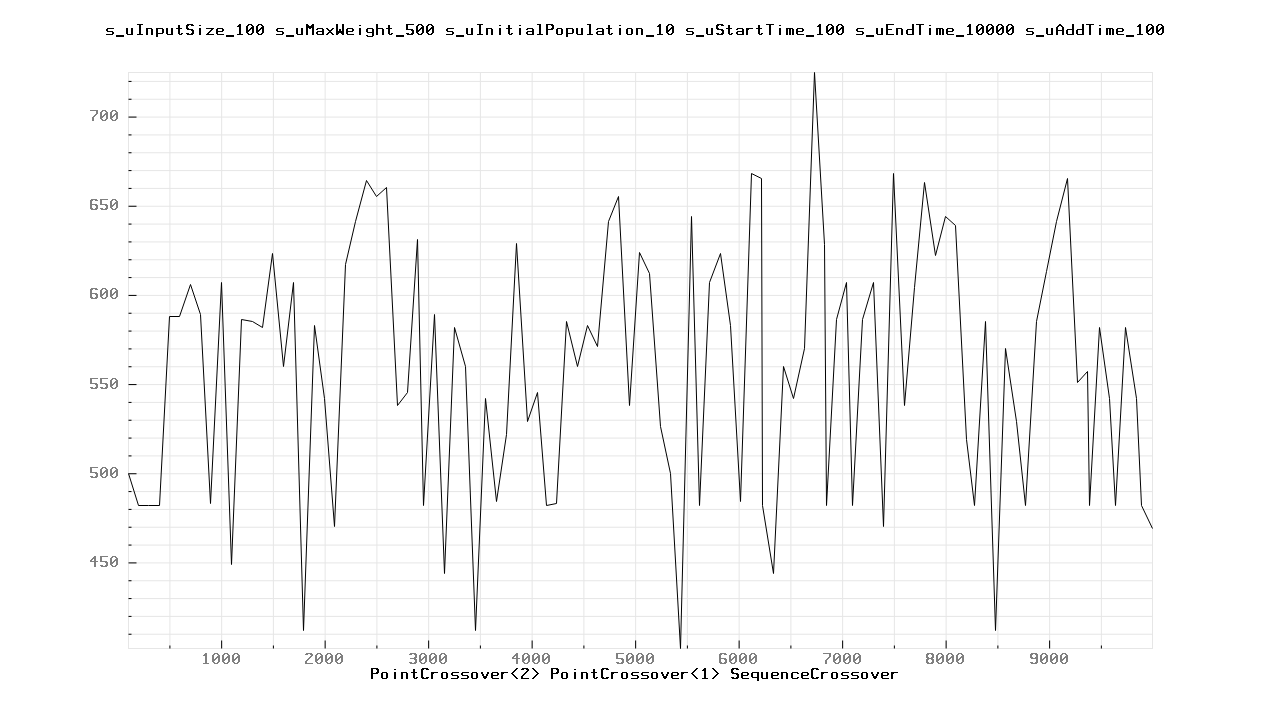 s_uInputSize_100 s_uMaxWeight_500 s_uInitialPopulation_10 s_uStartTime_100 s_uEndTime_10000 s_uAddTime_100
700
650
600
550
500
450
1000 2000 3000 4000 5000 6000 7000 8000 9000
PointCrossover<2> PointCrossover<1> SequenceCrossover